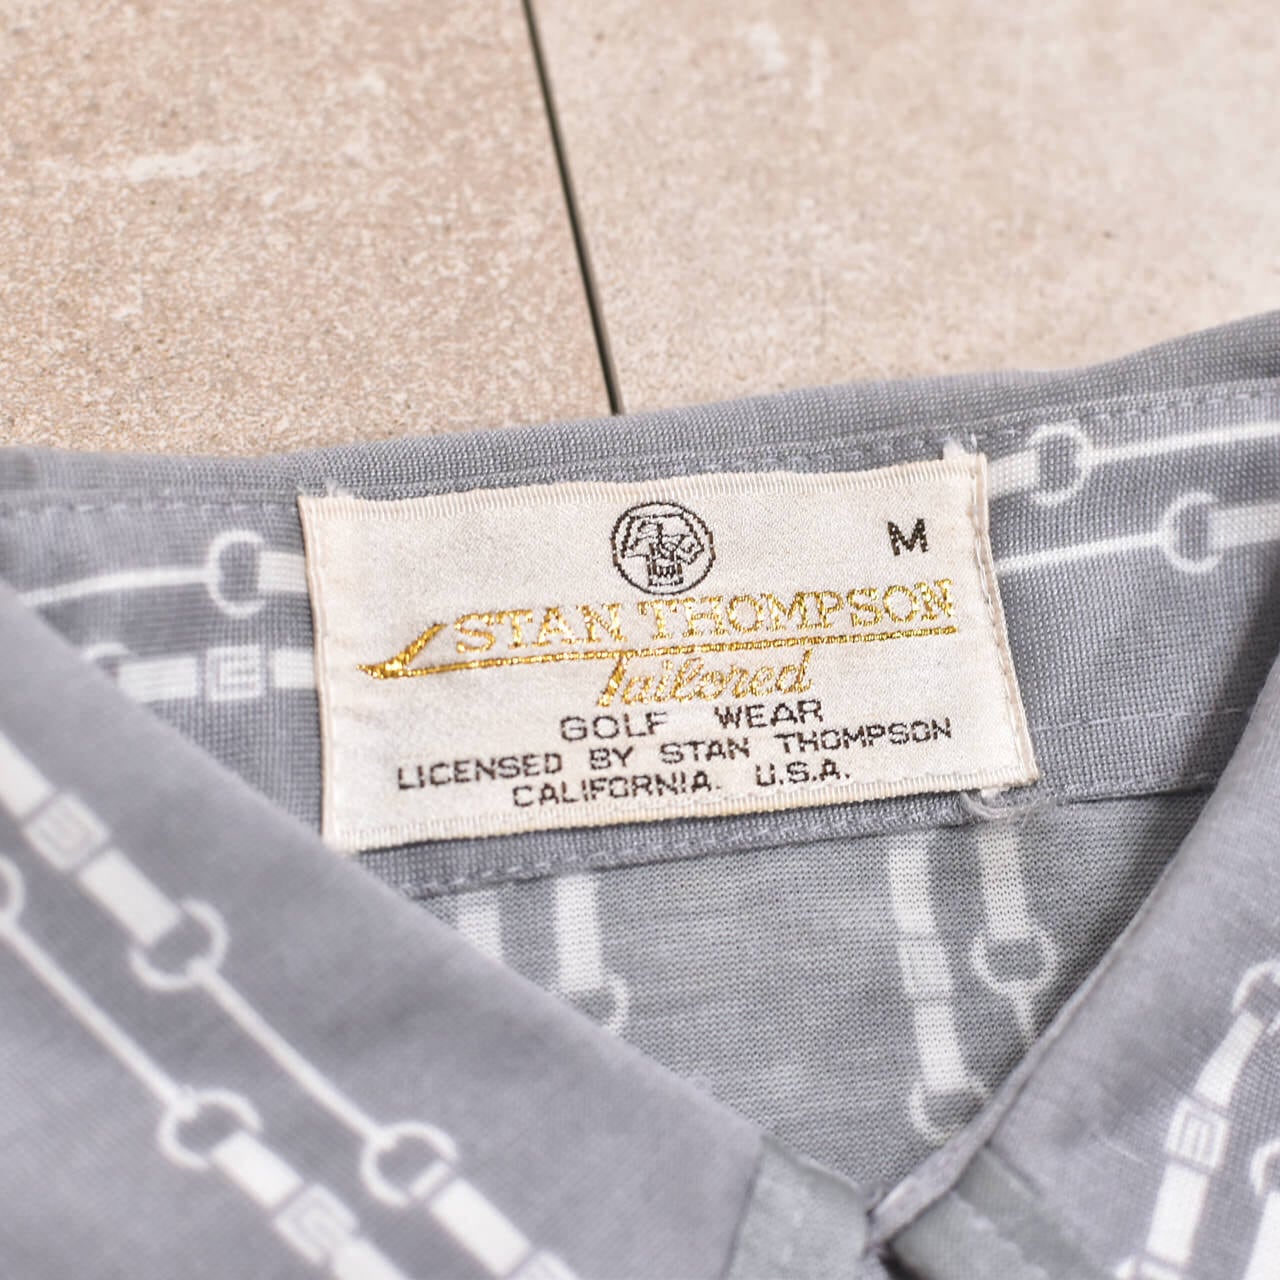 M
STAN THOMPSON
Tailored
GOLF WEAR
LICENSED BY STAN THOMPSON
CALIFORNIA. U.S.A.